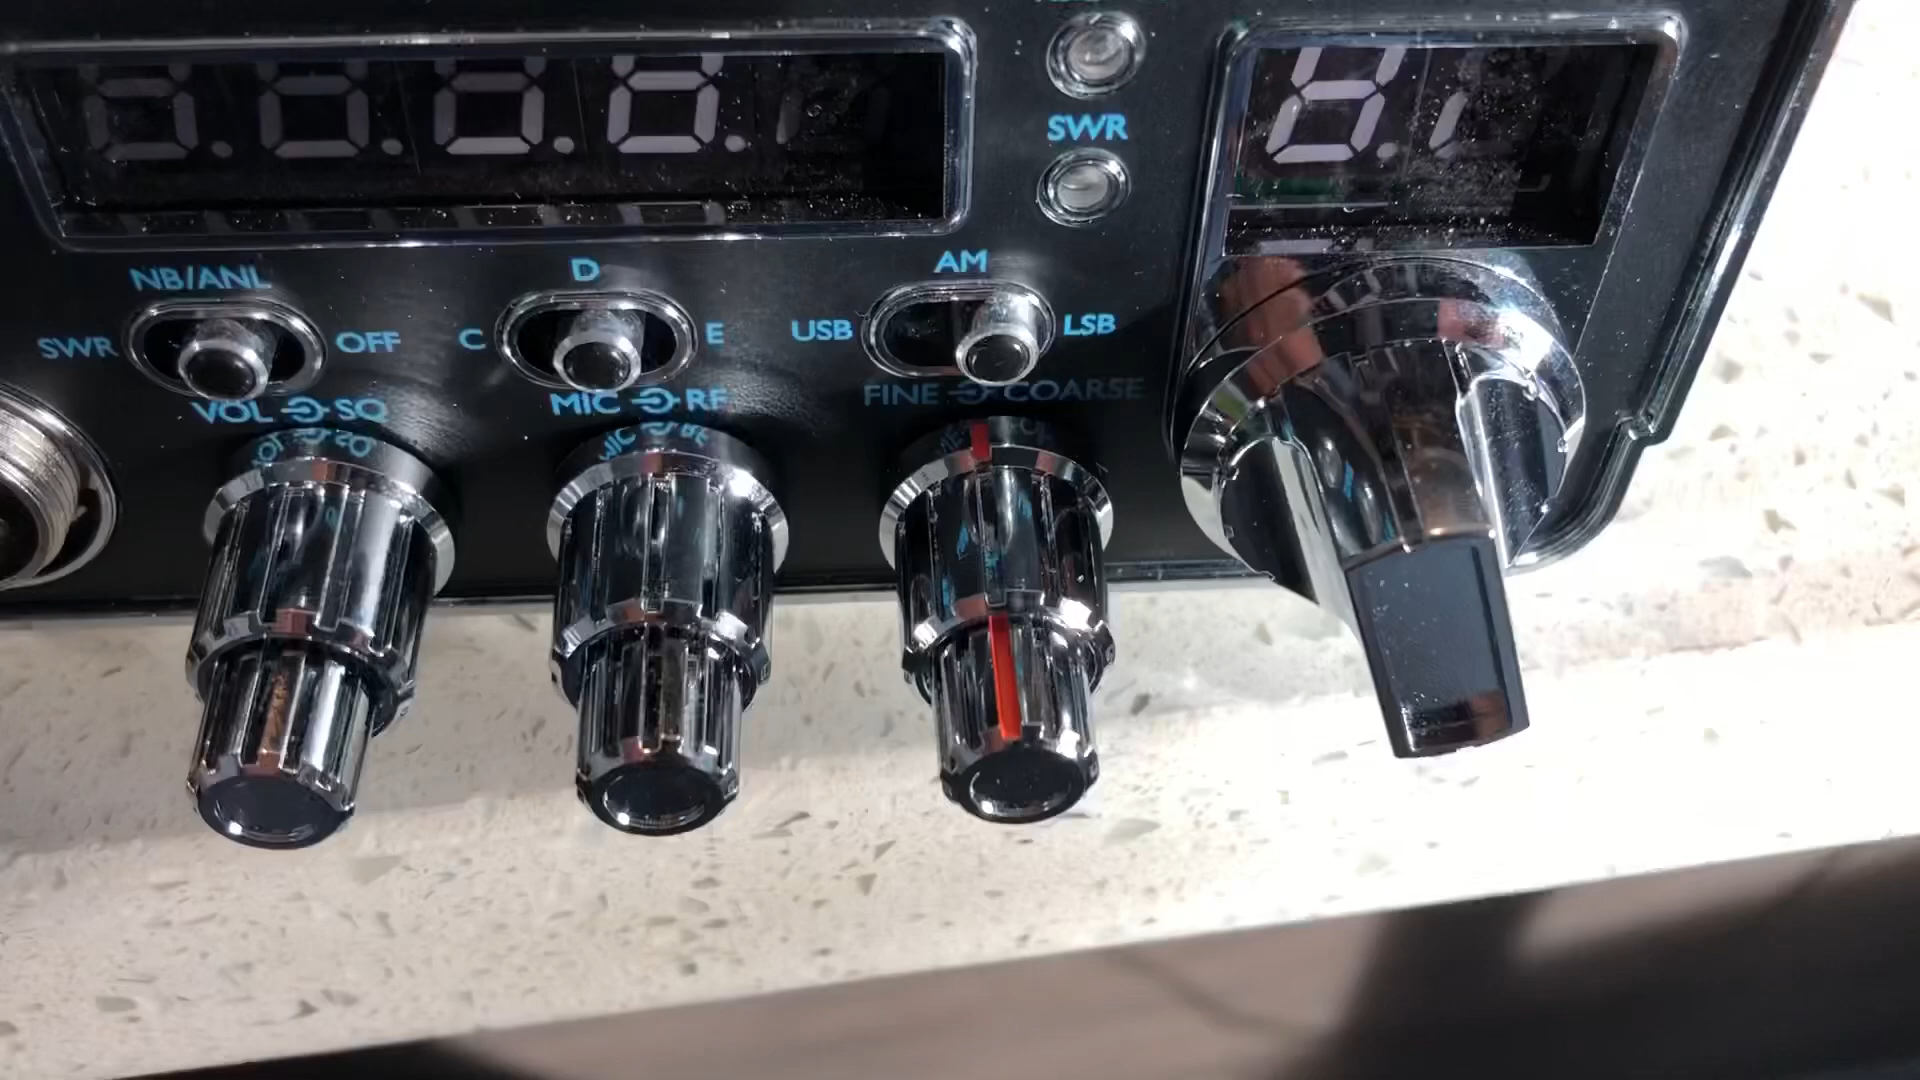 SWR
NB/ANL
SWR OFF
D
C E
AM
USB LSB
VOL SQ
MIC RF
FINE COARSE